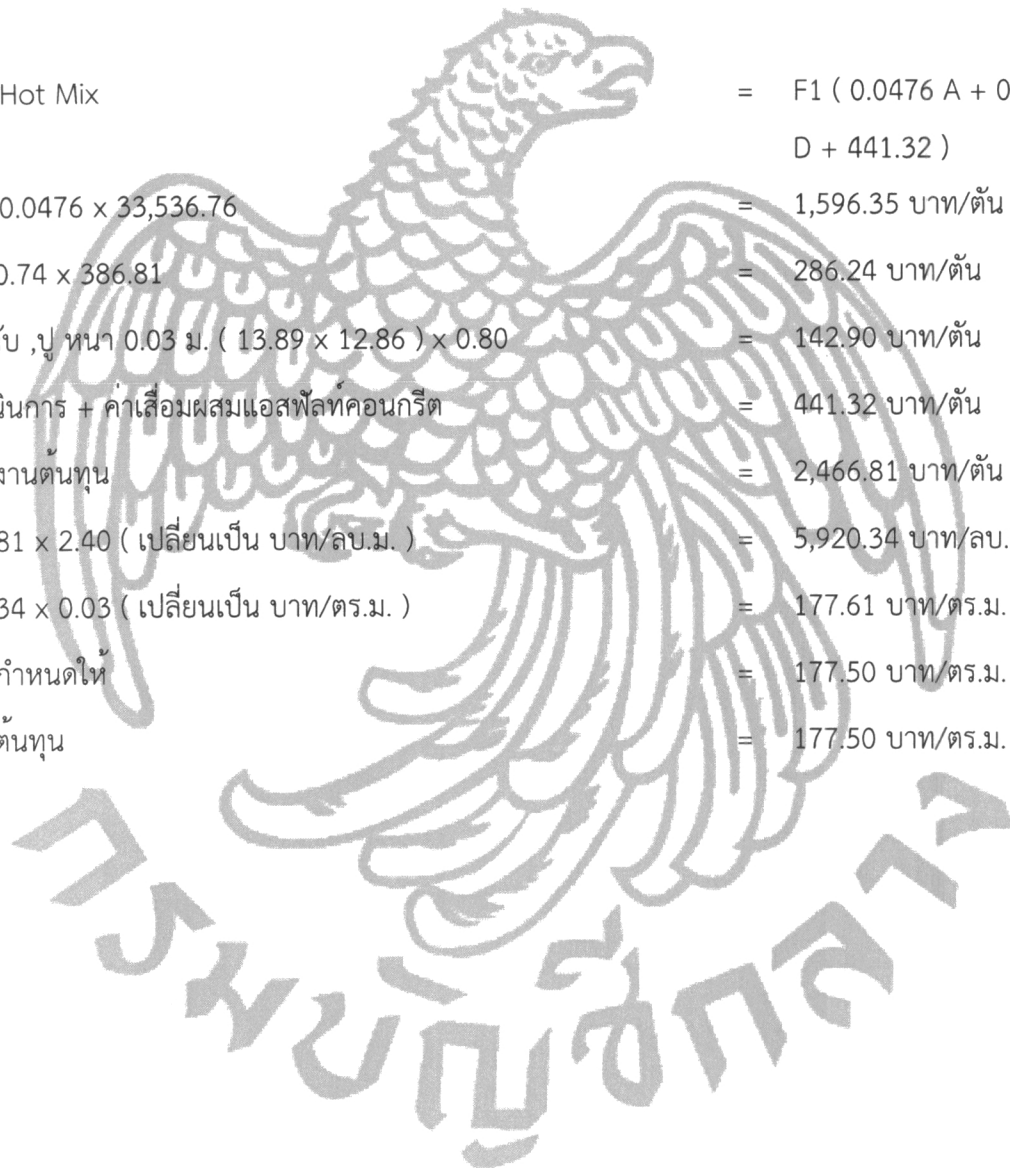 Hot Mix = F1 ( 0.0476 A + 0
D + 441.32 )
0.0476 x 33,536.76 = 1,596.35 บาท/ตัน
0.74 x 386.81 = 286.24 บาท/ตัน
,ปู หนา 0.03 ม. ( 13.89 x 12.86 ) x 0.80 = 142.90 บาท/ตัน
+ ค่าเสื่อมผสมแอสฟัลท์คอนกรีต = 441.32 บาท/ตัน
งานต้นทุน = 2,466.81 บาท/ตัน
81 x 2.40 ( เปลี่ยนเป็น บาท/ลบ.ม. ) = 5,920.34 บาท/ลบ.
34 x 0.03 ( เปลี่ยนเป็น บาท/ตร.ม. ) = 177.61 บาท/ตร.ม.
กำหนดให้ = 177.50 บาท/ตร.ม.
ต้นทุน = 177.50 บาท/ตร.ม.
กรมบัญชีกลาง